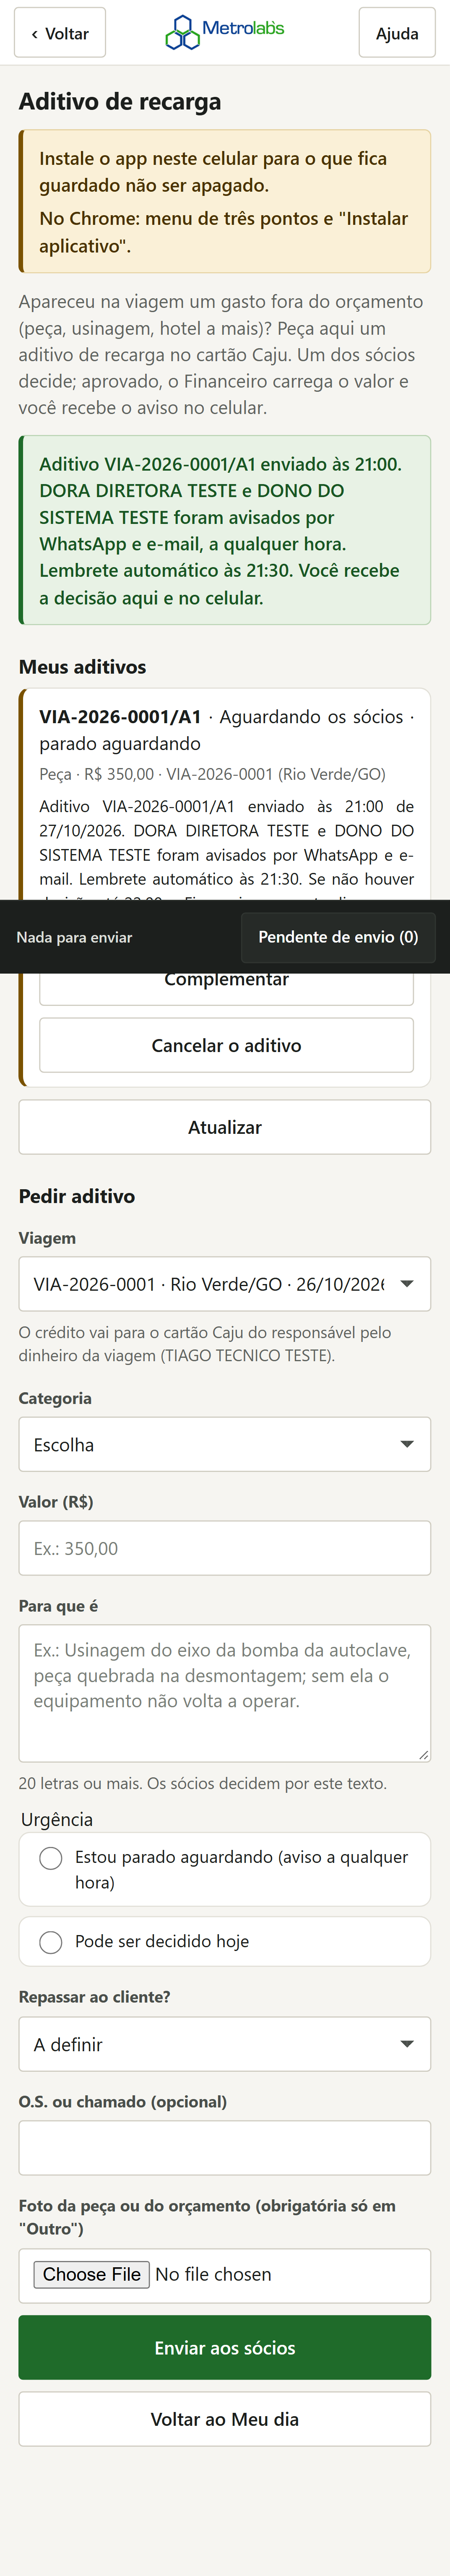 ‹ Voltar
Metrolabs
Ajuda
Aditivo de recarga
Instale o app neste celular para o que fica
guardado não ser apagado.
No Chrome: menu de três pontos e "Instalar
aplicativo".
Apareceu na viagem um gasto fora do orçamento
(peça, usinagem, hotel a mais)? Peça aqui um
aditivo de recarga no cartão Caju. Um dos sócios
decide; aprovado, o Financeiro carrega o valor e
você recebe o aviso no celular.
Aditivo VIA-2026-0001/A1 enviado às 21:00.
DORA DIRETORA TESTE e DONO DO
SISTEMA TESTE foram avisados por
WhatsApp e e-mail, a qualquer hora.
Lembrete automático às 21:30. Você recebe
a decisão aqui e no celular.
Meus aditivos
VIA-2026-0001/A1 · Aguardando os sócios ·
parado aguardando
Peça · R$ 350,00 · VIA-2026-0001 (Rio Verde/GO)
Aditivo VIA-2026-0001/A1 enviado às 21:00 de
27/10/2026. DORA DIRETORA TESTE e DONO DO
SISTEMA TESTE foram avisados por WhatsApp e e-
mail. Lembrete automático às 21:30. Se não houver
Nada para enviar
Pendente de envio (0)
Complementar
Cancelar o aditivo
Atualizar
Pedir aditivo
Viagem
VIA-2026-0001 · Rio Verde/GO · 26/10/2026
O crédito vai para o cartão Caju do responsável pelo
dinheiro da viagem (TIAGO TECNICO TESTE).
Categoria
Escolha
Valor (R$)
Ex.: 350,00
Para que é
Ex.: Usinagem do eixo da bomba da autoclave,
peça quebrada na desmontagem; sem ela o
equipamento não volta a operar.
20 letras ou mais. Os sócios decidem por este texto.
Urgência
Estou parado aguardando (aviso a qualquer
hora)
Pode ser decidido hoje
Repassar ao cliente?
A definir
O.S. ou chamado (opcional)
Foto da peça ou do orçamento (obrigatória só em
"Outro")
Choose File No file chosen
Enviar aos sócios
Voltar ao Meu dia